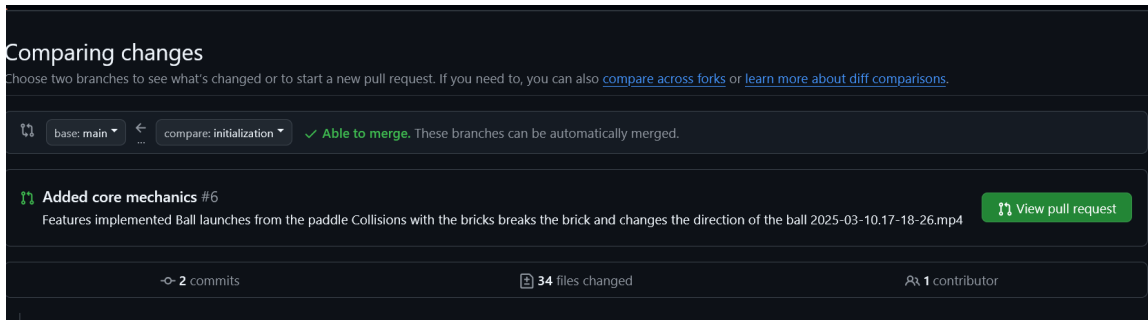 Comparing changes
Choose two branches to see what's changed or to start a new pull request. If you need to, you can also compare across forks or learn more about diff comparisons.
base: main ← ... compare: initialization ✓ Able to merge. These branches can be automatically merged.
Added core mechanics #6
Features implemented Ball launches from the paddle Collisions with the bricks breaks the brick and changes the direction of the ball 2025-03-10.17-18-26.mp4
View pull request
2 commits
34 files changed
1 contributor